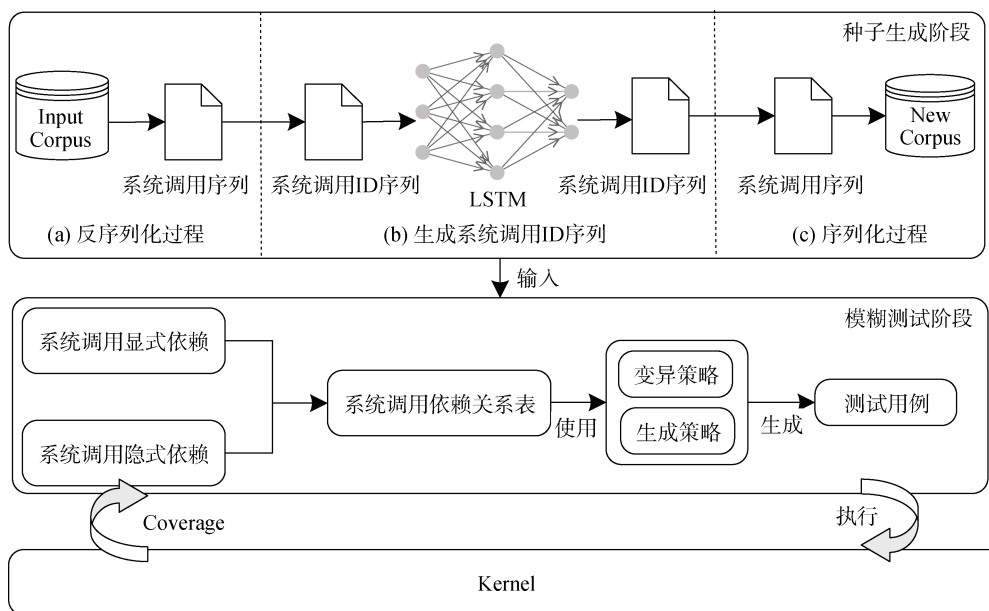 种子生成阶段
Input
Corpus
New
Corpus
系统调用序列
系统调用ID序列
LSTM
系统调用ID序列
系统调用序列
(a) 反序列化过程
(b) 生成系统调用ID序列
(c) 序列化过程
输入
模糊测试阶段
系统调用显式依赖
系统调用隐式依赖
系统调用依赖关系表
使用
变异策略
生成策略
生成
测试用例
Coverage
执行
Kernel